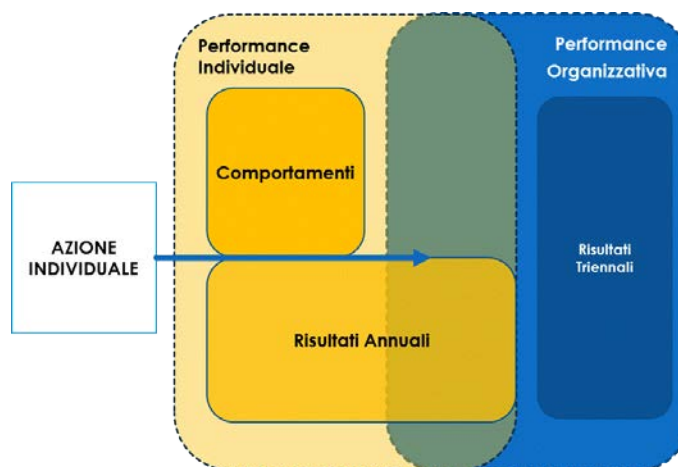 Performance
Individuale
Performance
Organizzativa
Comportamenti
AZIONE
INDIVIDUALE
Risultati
Triennali
Risultati Annuali